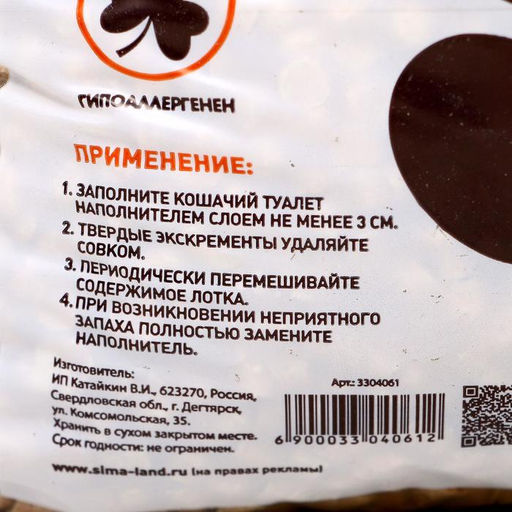 ГИПОАЛЛЕРГЕНЕН
ПРИМЕНЕНИЕ:
1. ЗАПОЛНИТЕ КОШАЧИЙ ТУАЛЕТ
НАПОЛНИТЕЛЕМ СЛОЕМ НЕ МЕНЕЕ 3 СМ.
2. ТВЕРДЫЕ ЭКСКРЕМЕНТЫ УДАЛЯЙТЕ
СОВКОМ.
3. ПЕРИОДИЧЕСКИ ПЕРЕМЕШИВАЙТЕ
СОДЕРЖИМОЕ ЛОТКА.
4. ПРИ ВОЗНИКНОВЕНИИ НЕПРИЯТНОГО
ЗАПАХА ПОЛНОСТЬЮ ЗАМЕНИТЕ
НАПОЛНИТЕЛЬ.
Изготовитель:
ИП Катайкин В.И., 623270, Россия,
Свердловская обл., г. Дегтярск,
ул. Комсомольская, 35.
Хранить в сухом закрытом месте.
Срок годности: не ограничен.
www.sima-land.ru (на правах рекламы)
Арт.: 3304061
6 900033 040612